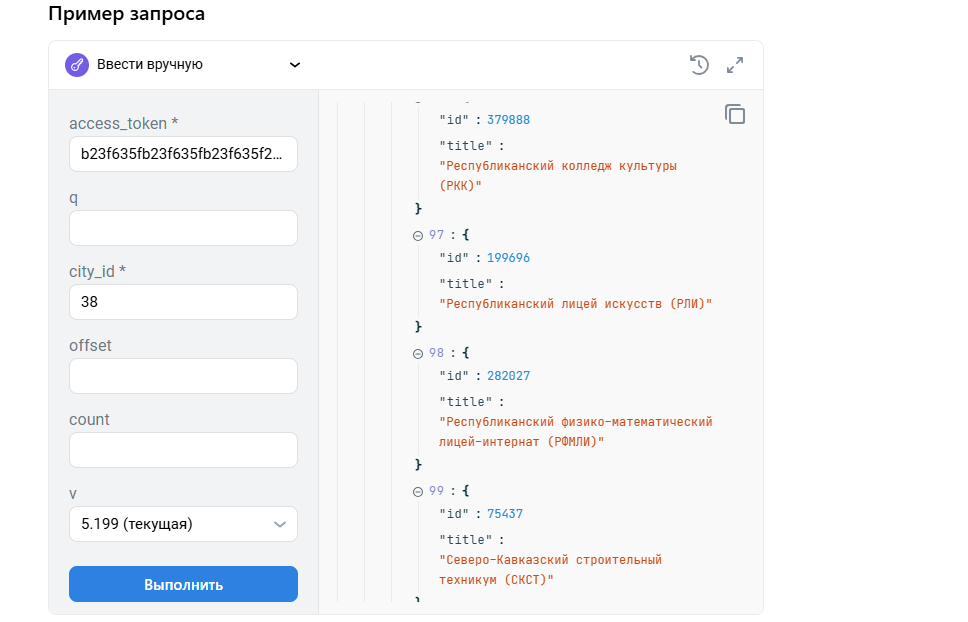 Пример запроса
Ввести вручную
access_token *
b23f635fb23f635fb23f635f2...
q
city_id *
38
offset
count
v
5.199 (текущая)
Выполнить
"id" : 379888
"title" :
"Республиканский колледж культуры
(РКК)"
}
97 : {
"id" : 199696
"title" :
"Республиканский лицей искусств (РЛИ)"
}
98 : {
"id" : 282027
"title" :
"Республиканский физико-математический
лицей-интернат (РФМЛИ)"
}
99 : {
"id" : 75437
"title" :
"Северо-Кавказский строительный
техникум (СКСТ)"
}